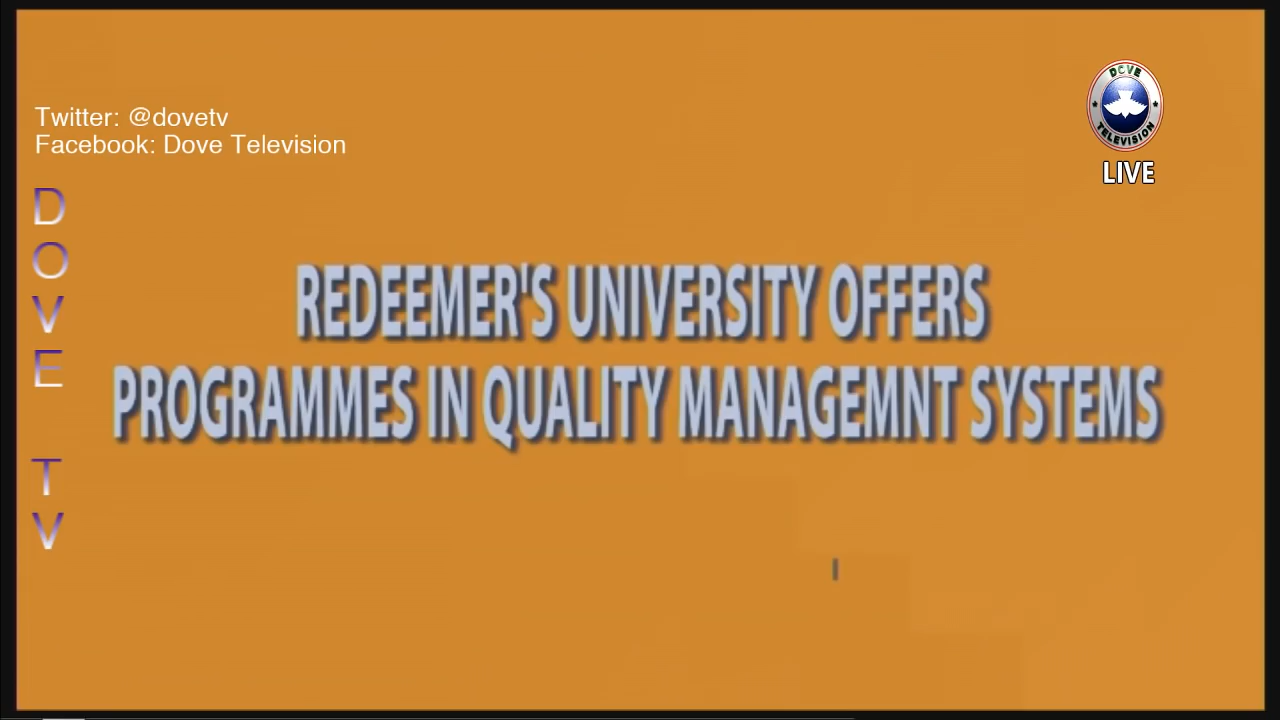 Twitter: @dovetv
Facebook: Dove Television
DOVE
TELEVISION
LIVE
D
O
V
E
T
V
REDEEMER'S UNIVERSITY OFFERS
PROGRAMMES IN QUALITY MANAGEMNT SYSTEMS